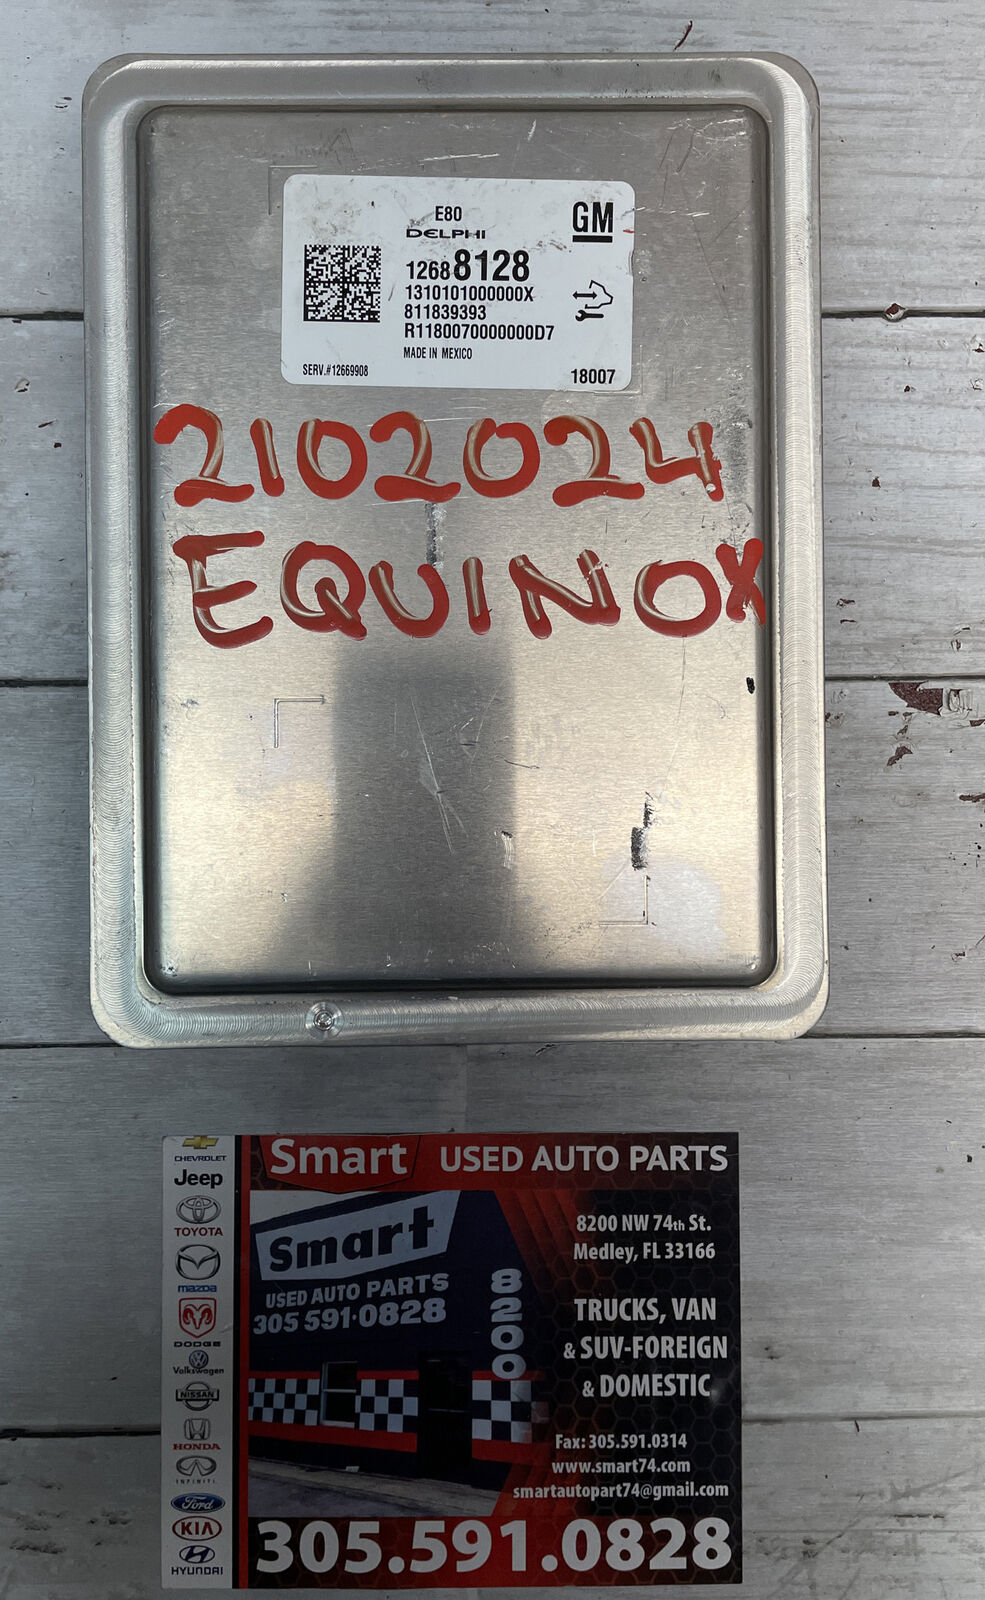 E80
DELPHI
GM
12688128
1310101000000X
811839393
R1180070000000D7
MADE IN MEXICO
SERV.#12669908
18007
2102024
EQUINOX
CHEVROLET
Jeep
TOYOTA
mazda
DODGE
Volkswagen
NISSAN
HONDA
INFINITI
Ford
KIA
HYUNDAI
Smart USED AUTO PARTS
Smart
USED AUTO PARTS
305 591·0828
8200
8200 NW 74th St.
Medley, FL 33166
TRUCKS, VAN
& SUV-FOREIGN
& DOMESTIC
Fax: 305.591.0314
www.smart74.com
smartautopart74@gmail.com
305.591.0828